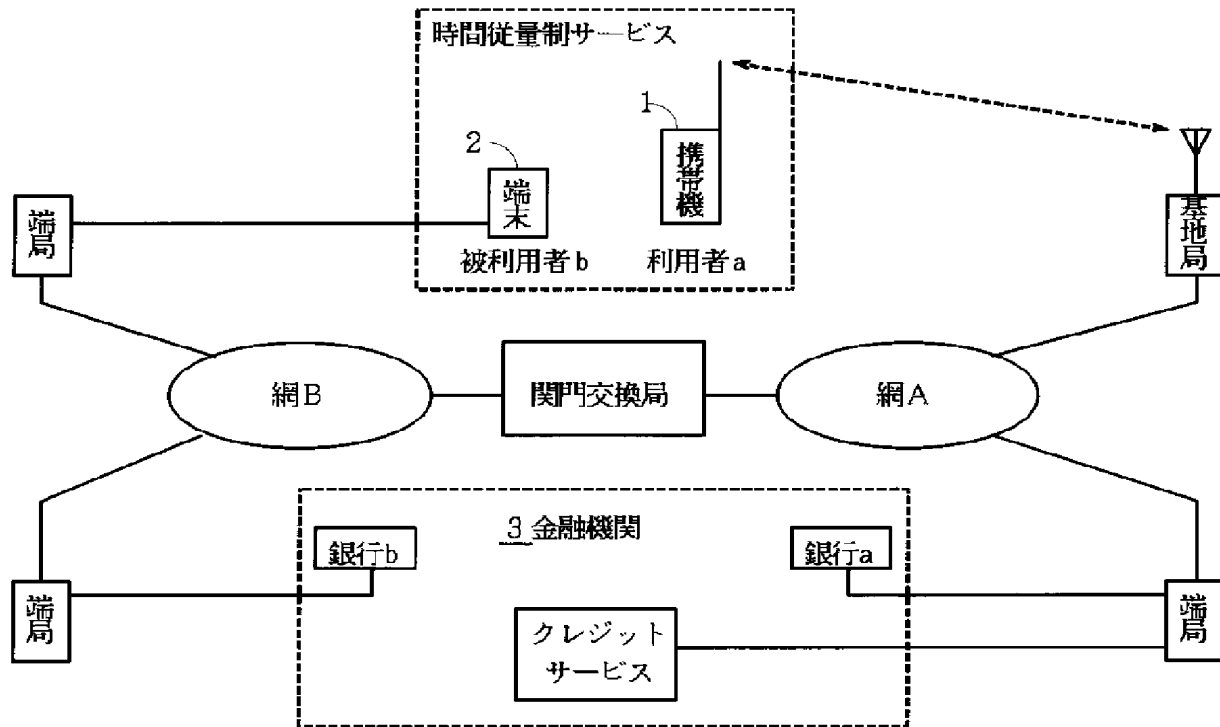 時間従量制サービス
1
携帯機
2
端末
被利用者b
利用者a
端局
基地局
網B
関門交換局
網A
3 金融機関
銀行b
銀行a
端局
クレジット
サービス
端局